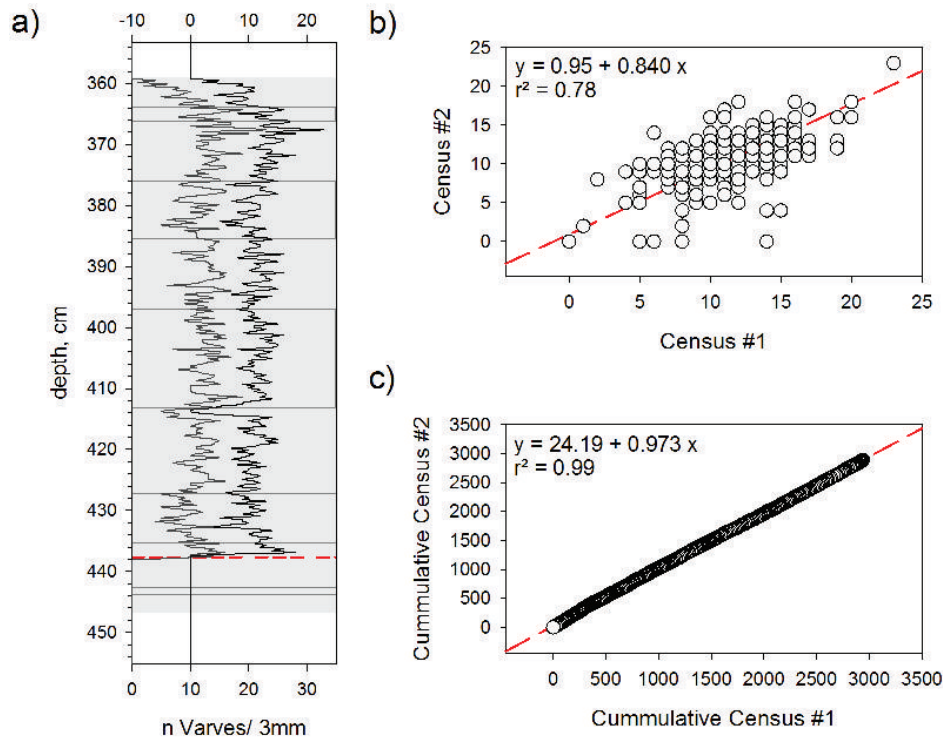 a)
-10 0 10 20
360
370
380
390
400
410
420
430
440
450
depth, cm
0 10 20 30
n Varves/ 3mm
b)
25
20
15
10
5
0
Census #2
y = 0.95 + 0.840 x
r² = 0.78
0 5 10 15 20 25
Census #1
c)
3500
3000
2500
2000
1500
1000
500
0
Cummulative Census #2
y = 24.19 + 0.973 x
r² = 0.99
0 500 1000 1500 2000 2500 3000 3500
Cummulative Census #1